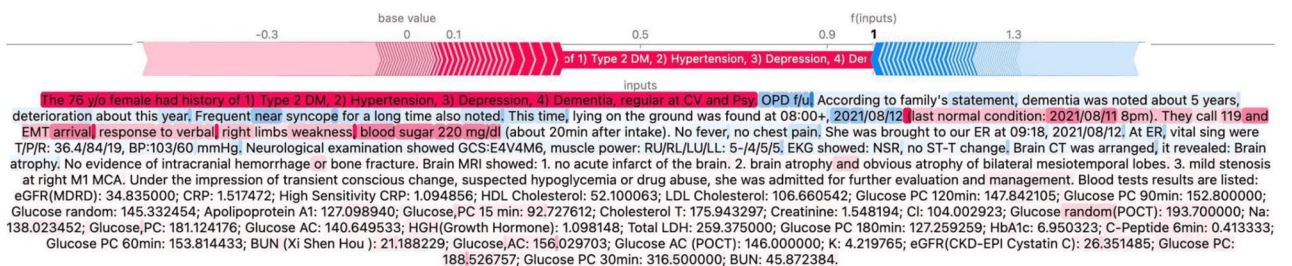 base value
f(inputs)
-0.3 0 0.1 0.5 0.9 1 1.3
of 1) Type 2 DM, 2) Hypertension, 3) Depression, 4) Der
inputs
The 76 y/o female had history of 1) Type 2 DM, 2) Hypertension, 3) Depression, 4) Dementia, regular at CV and Psy. OPD f/u. According to family's statement, dementia was noted about 5 years,
deterioration about this year. Frequent near syncope for a long time also noted. This time, lying on the ground was found at 08:00+, 2021/08/12 (last normal condition: 2021/08/11 8pm). They call 119 and
EMT arrival, response to verbal, right limbs weakness, blood sugar 220 mg/dl (about 20min after intake). No fever, no chest pain. She was brought to our ER at 09:18, 2021/08/12. At ER, vital sing were
T/P/R: 36.4/84/19, BP:103/60 mmHg. Neurological examination showed GCS:E4V4M6, muscle power: RU/RL/LU/LL: 5-/4/5/5. EKG showed: NSR, no ST-T change. Brain CT was arranged, it revealed: Brain
atrophy. No evidence of intracranial hemorrhage or bone fracture. Brain MRI showed: 1. no acute infarct of the brain. 2. brain atrophy and obvious atrophy of bilateral mesiotemporal lobes. 3. mild stenosis
at right M1 MCA. Under the impression of transient conscious change, suspected hypoglycemia or drug abuse, she was admitted for further evaluation and management. Blood tests results are listed:
eGFR(MDRD): 34.835000; CRP: 1.517472; High Sensitivity CRP: 1.094856; HDL Cholesterol: 52.100063; LDL Cholesterol: 106.660542; Glucose PC 120min: 147.842105; Glucose PC 90min: 152.800000;
Glucose random: 145.332454; Apolipoprotein A1: 127.098940; Glucose,PC 15 min: 92.727612; Cholesterol T: 175.943297; Creatinine: 1.548194; Cl: 104.002923; Glucose random(POCT): 193.700000; Na:
138.023452; Glucose,PC: 181.124176; Glucose AC: 140.649533; HGH(Growth Hormone): 1.098148; Total LDH: 259.375000; Glucose PC 180min: 127.259259; HbA1c: 6.950323; C-Peptide 6min: 0.413333;
Glucose PC 60min: 153.814433; BUN (Xi Shen Hou ): 21.188229; Glucose,AC: 156.029703; Glucose AC (POCT): 146.000000; K: 4.219765; eGFR(CKD-EPI Cystatin C): 26.351485; Glucose PC:
188.526757; Glucose PC 30min: 316.500000; BUN: 45.872384.